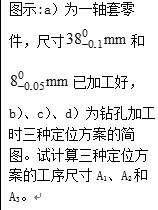 图示:a）为一轴套零
件，尺寸38⁰₋₀.₁mm 和
8⁰₋₀.₀₅mm 已加工好，
b）、c）、d）为钻孔加工
时三种定位方案的简
图。试计算三种定位方
案的工序尺寸 A₁、A₂和
A₃。↵